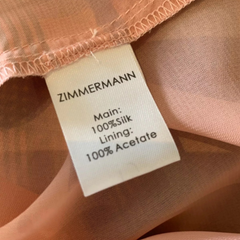 ZIMMERMANN
Main:
100%Silk
Lining:
100% Acetate